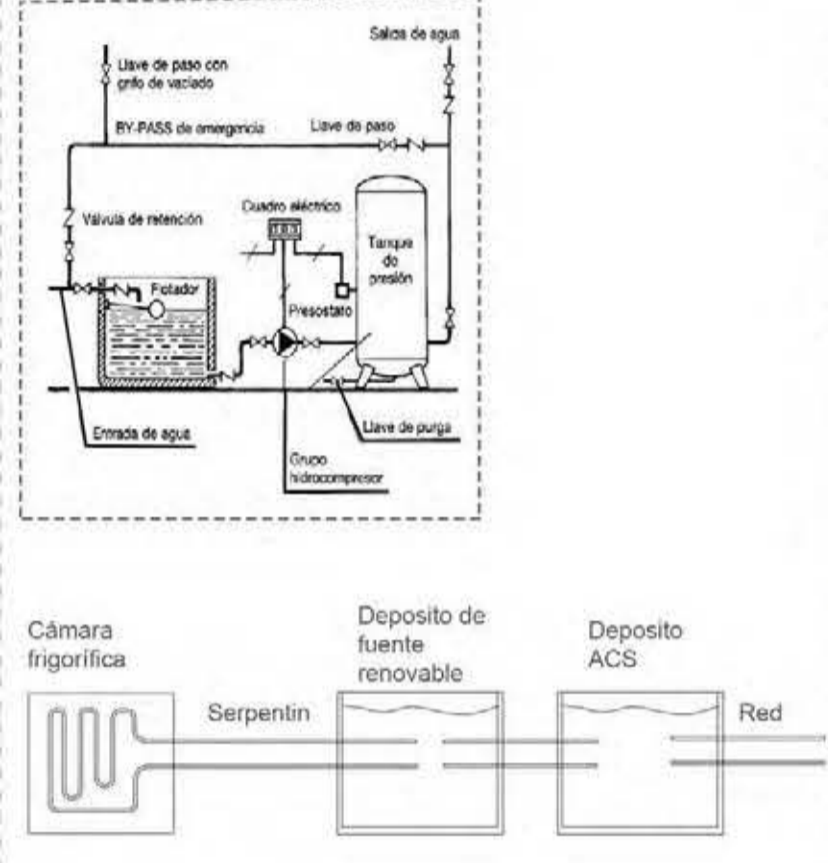 Salida de agua
Llave de paso con
grifo de vaciado
BY-PASS de emergencia
Llave de paso
Válvula de retención
Cuadro eléctrico
Tanque
de
presión
Flotador
Presostato
Entrada de agua
Llave de purga
Grupo
hidrocompresor
Cámara
frigorífica
Deposito de
fuente
renovable
Deposito
ACS
Serpentin
Red